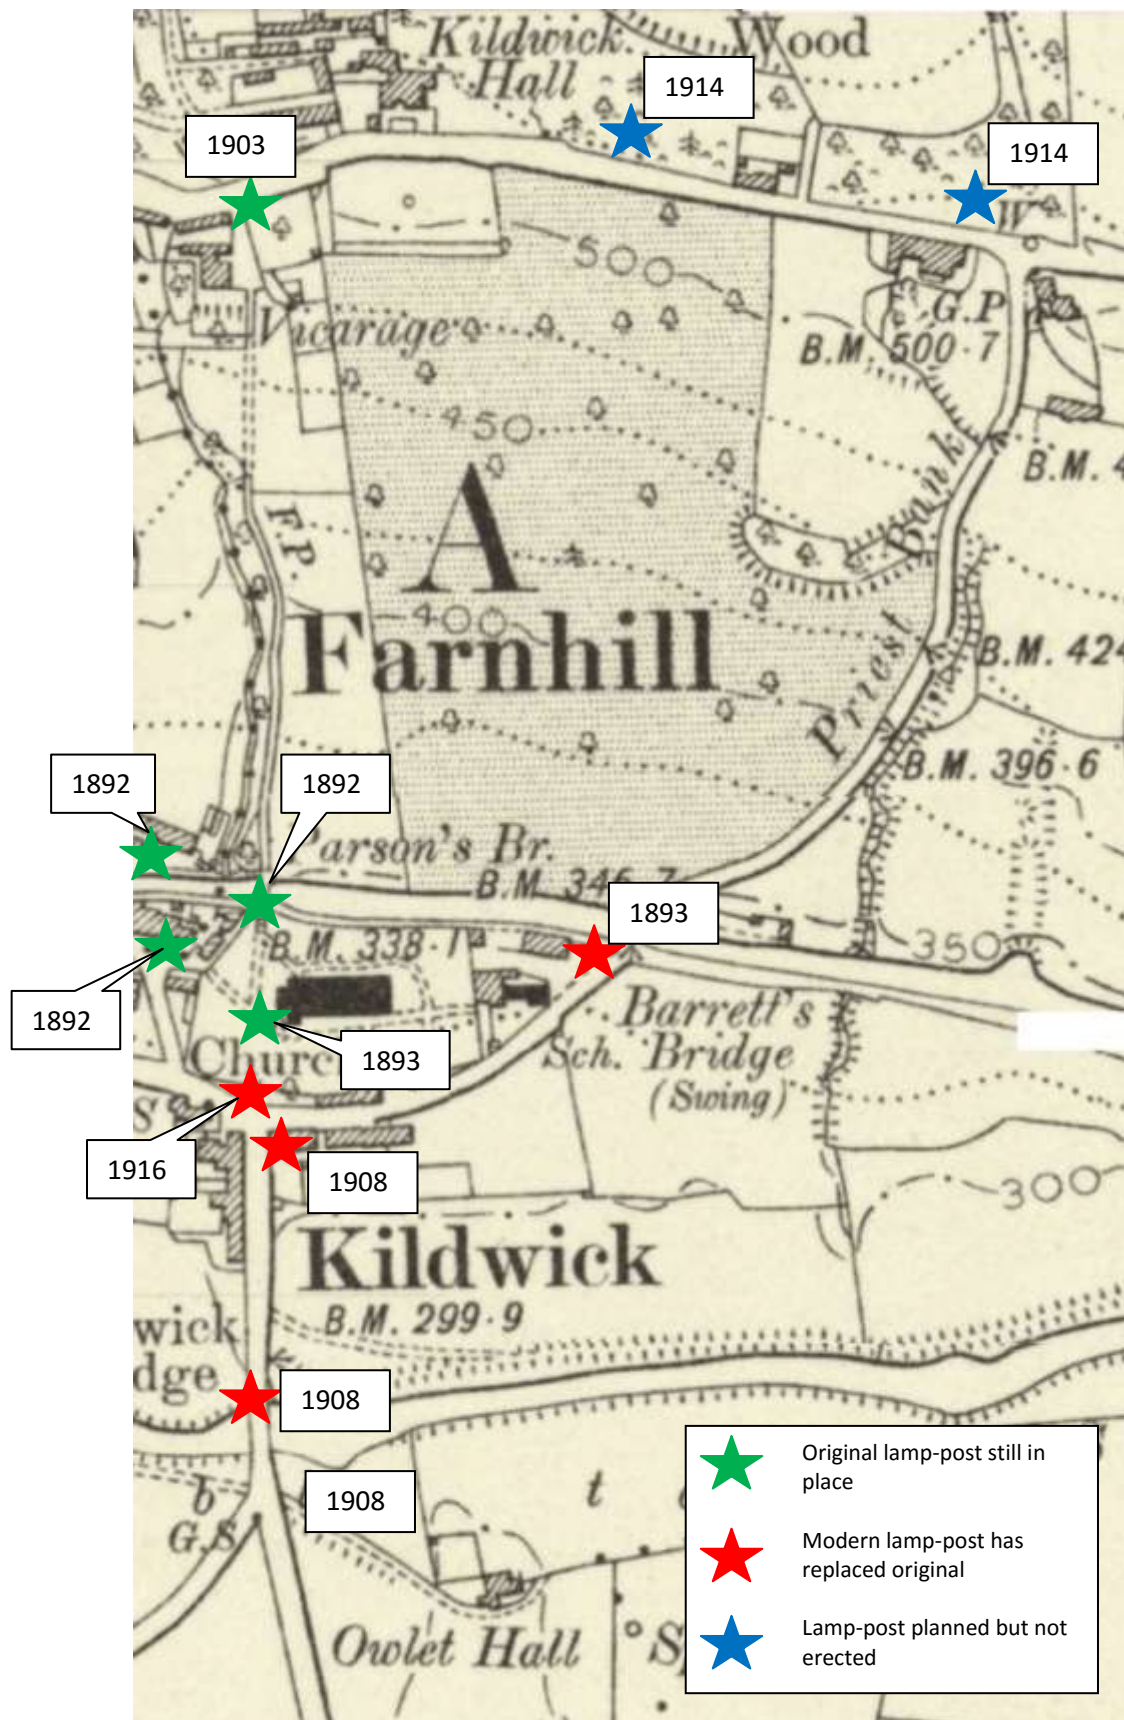 Kildwick Wood
Hall
1914
1903
1914
W
500
G.P
Vicarage
B.M. 500·7
450
Bank
B.M. 4
A
F.P.
400
Farnhill
Priest
B.M. 424
B.M. 396·6
1892
1892
Parson's Br.
B.M. 346·7
1893
B.M. 338·1
350
1892
Barrett's
Church
1893
Sch. Bridge
(Swing)
S
1916
1908
300
Kildwick
B.M. 299·9
wick
dge
1908
1908
b
G.S
t
Owlet Hall
S
Original lamp-post still in
place
Modern lamp-post has
replaced original
Lamp-post planned but not
erected